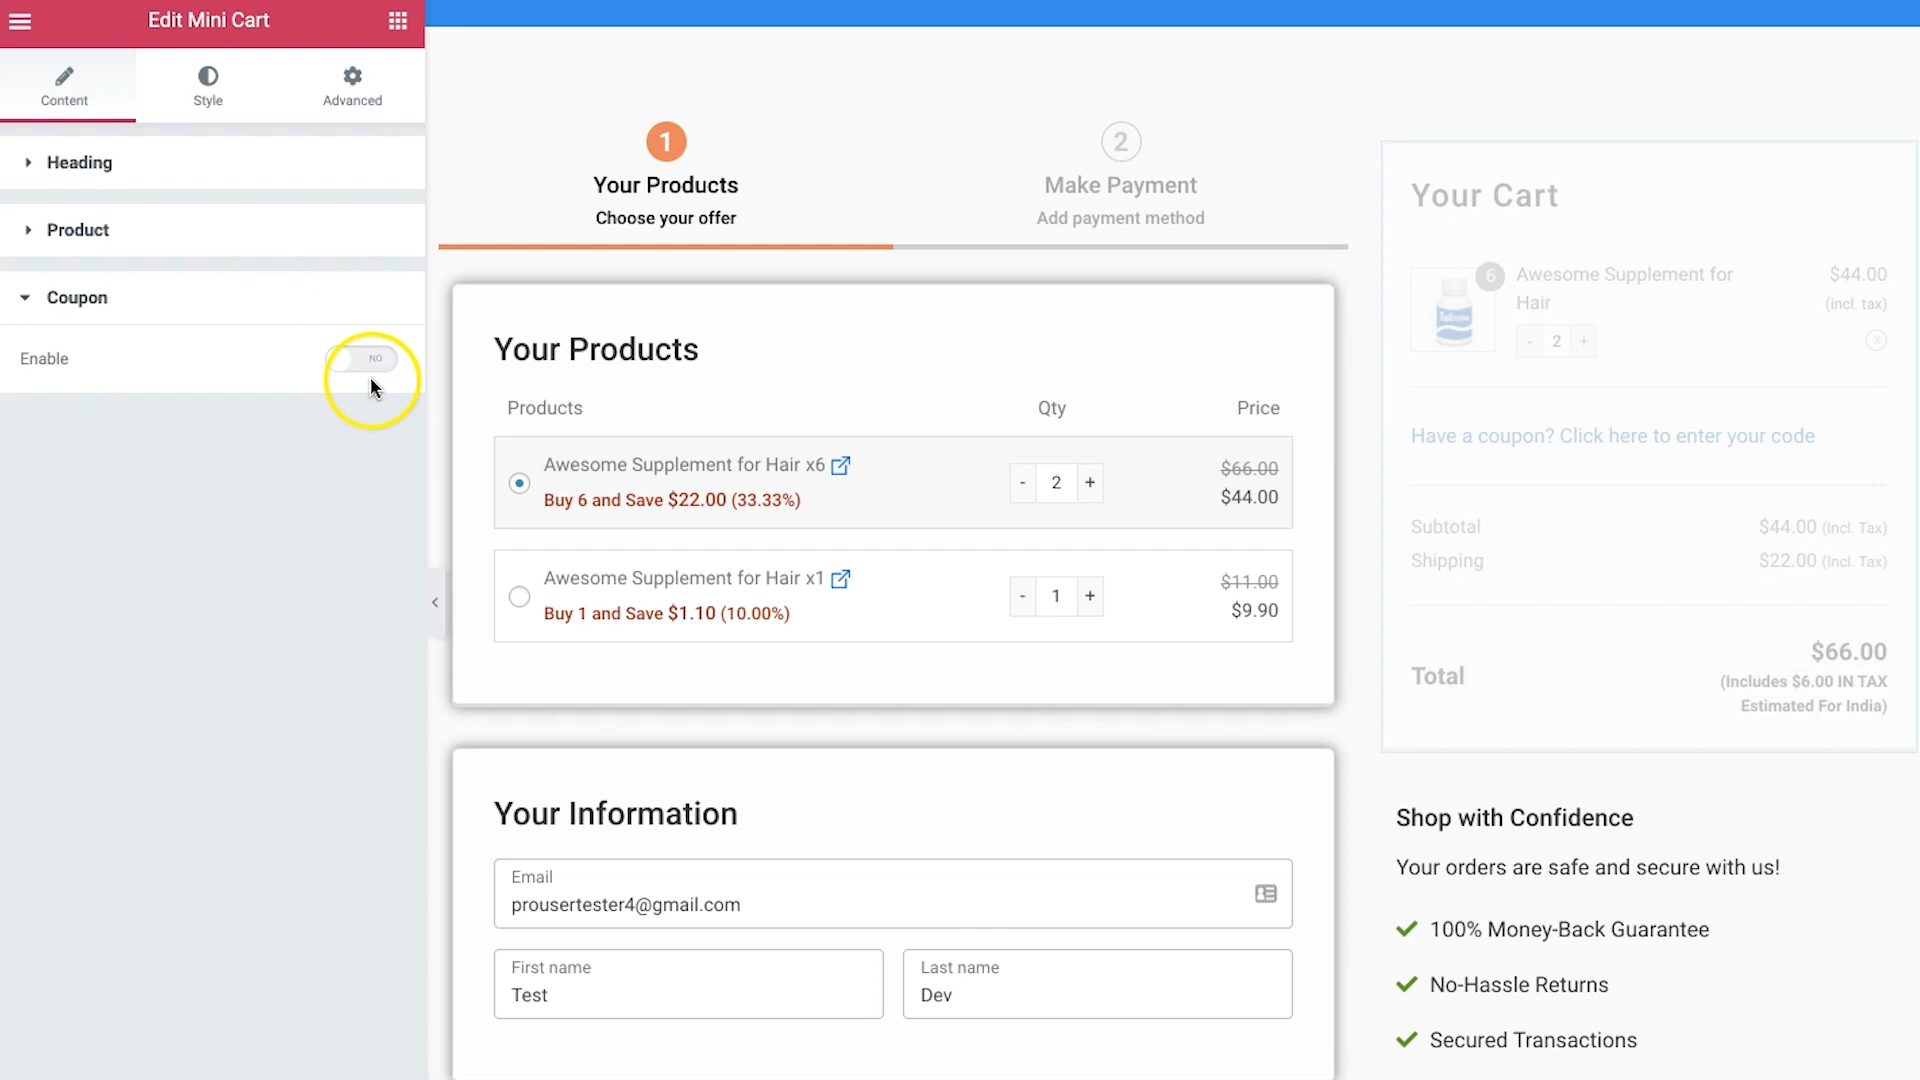 Edit Mini Cart
Content
Style
Advanced
Heading
Product
Coupon
Enable
NO
1
Your Products
Choose your offer
2
Make Payment
Add payment method
Your Products
Products Qty Price
Awesome Supplement for Hair x6
Buy 6 and Save $22.00 (33.33%)
- 2 +
$66.00
$44.00
Awesome Supplement for Hair x1
Buy 1 and Save $1.10 (10.00%)
- 1 +
$11.00
$9.90
Your Information
Email
prousertester4@gmail.com
First name
Test
Last name
Dev
Your Cart
6
Awesome Supplement for
Hair
$44.00
(incl. tax)
- 2 +
X
Have a coupon? Click here to enter your code
Subtotal $44.00 (Incl. Tax)
Shipping $22.00 (Incl. Tax)
Total
$66.00
(Includes $6.00 IN TAX
Estimated For India)
Shop with Confidence
Your orders are safe and secure with us!
100% Money-Back Guarantee
No-Hassle Returns
Secured Transactions